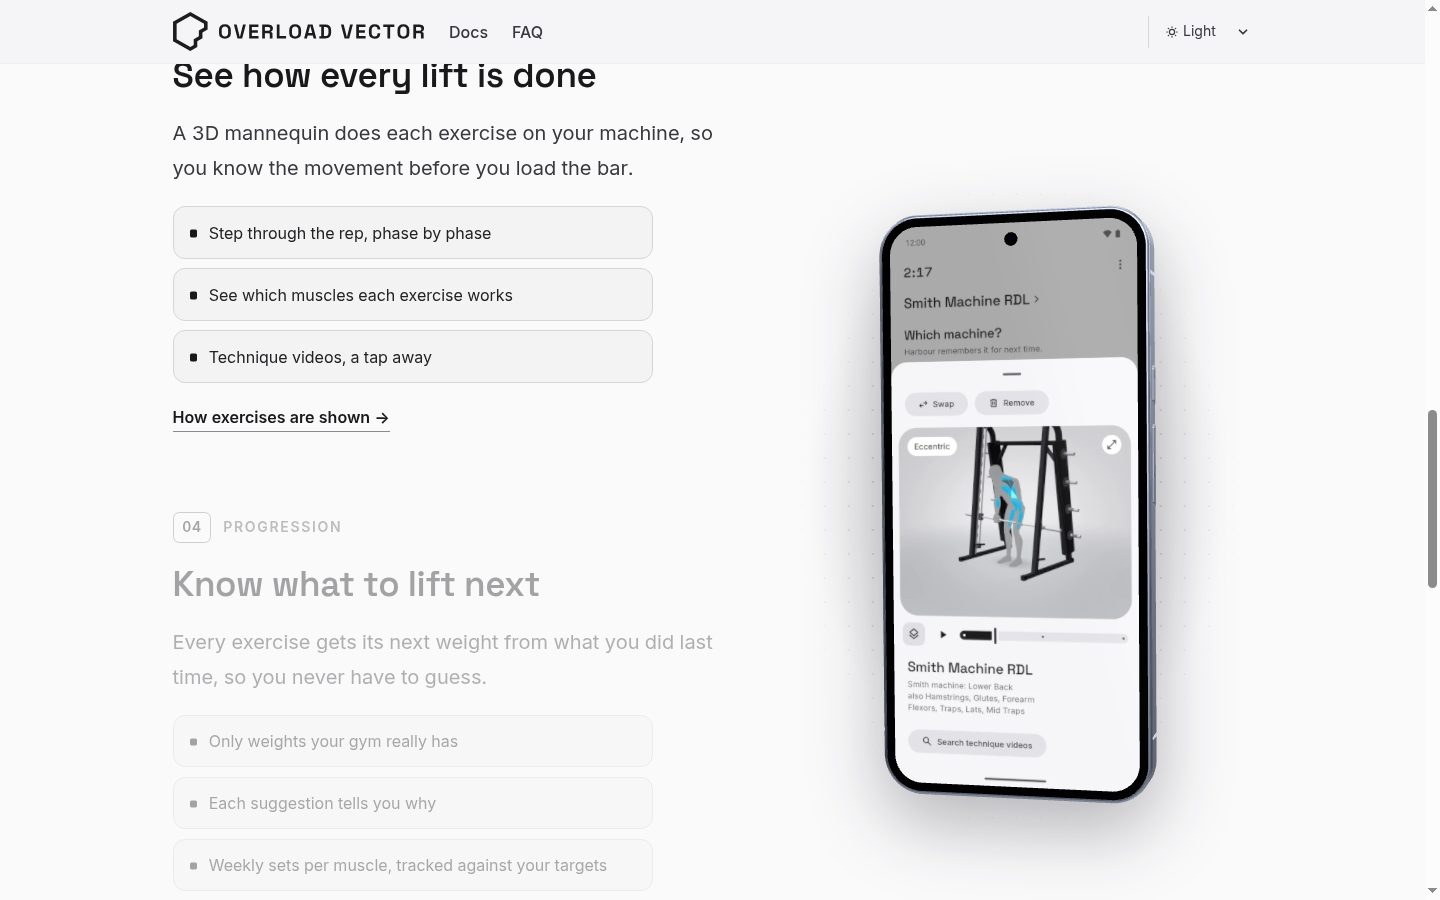 OVERLOAD VECTOR
Docs
FAQ
Light
See how every lift is done
A 3D mannequin does each exercise on your machine, so
you know the movement before you load the bar.
Step through the rep, phase by phase
See which muscles each exercise works
Technique videos, a tap away
How exercises are shown →
04 PROGRESSION
Know what to lift next
Every exercise gets its next weight from what you did last
time, so you never have to guess.
Only weights your gym really has
Each suggestion tells you why
Weekly sets per muscle, tracked against your targets
12:00
2:17
Smith Machine RDL ›
Which machine?
Harbour remembers it for next time.
Swap
Remove
Eccentric
Smith Machine RDL
Smith machine: Lower Back
also Hamstrings, Glutes, Forearm
Flexors, Traps, Lats, Mid Traps
Search technique videos